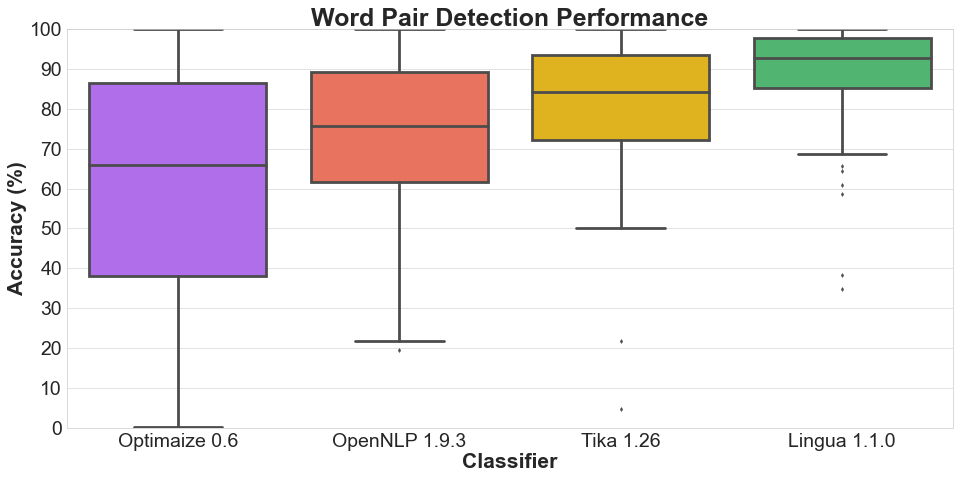 Word Pair Detection Performance
Accuracy (%)
100
90
80
70
60
50
40
30
20
10
0
Optimaize 0.6 OpenNLP 1.9.3 Tika 1.26 Lingua 1.1.0
Classifier